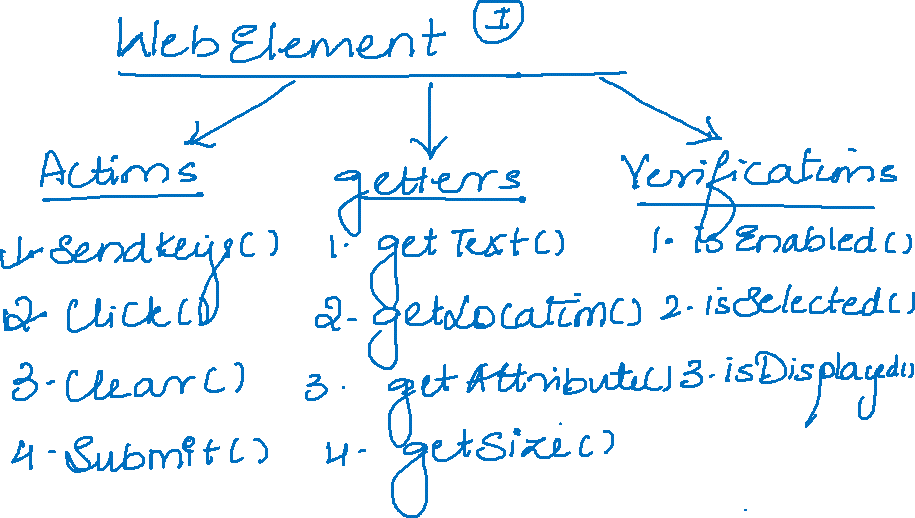 WebElement I
Actions getters Verifications
1- Sendkeys() 1. getText() 1. isEnabled()
2- Click() 2- getLocation() 2. isSelected()
3- Clear() 3. getAttribute() 3. isDisplayed()
4- Submit() 4- getSize()